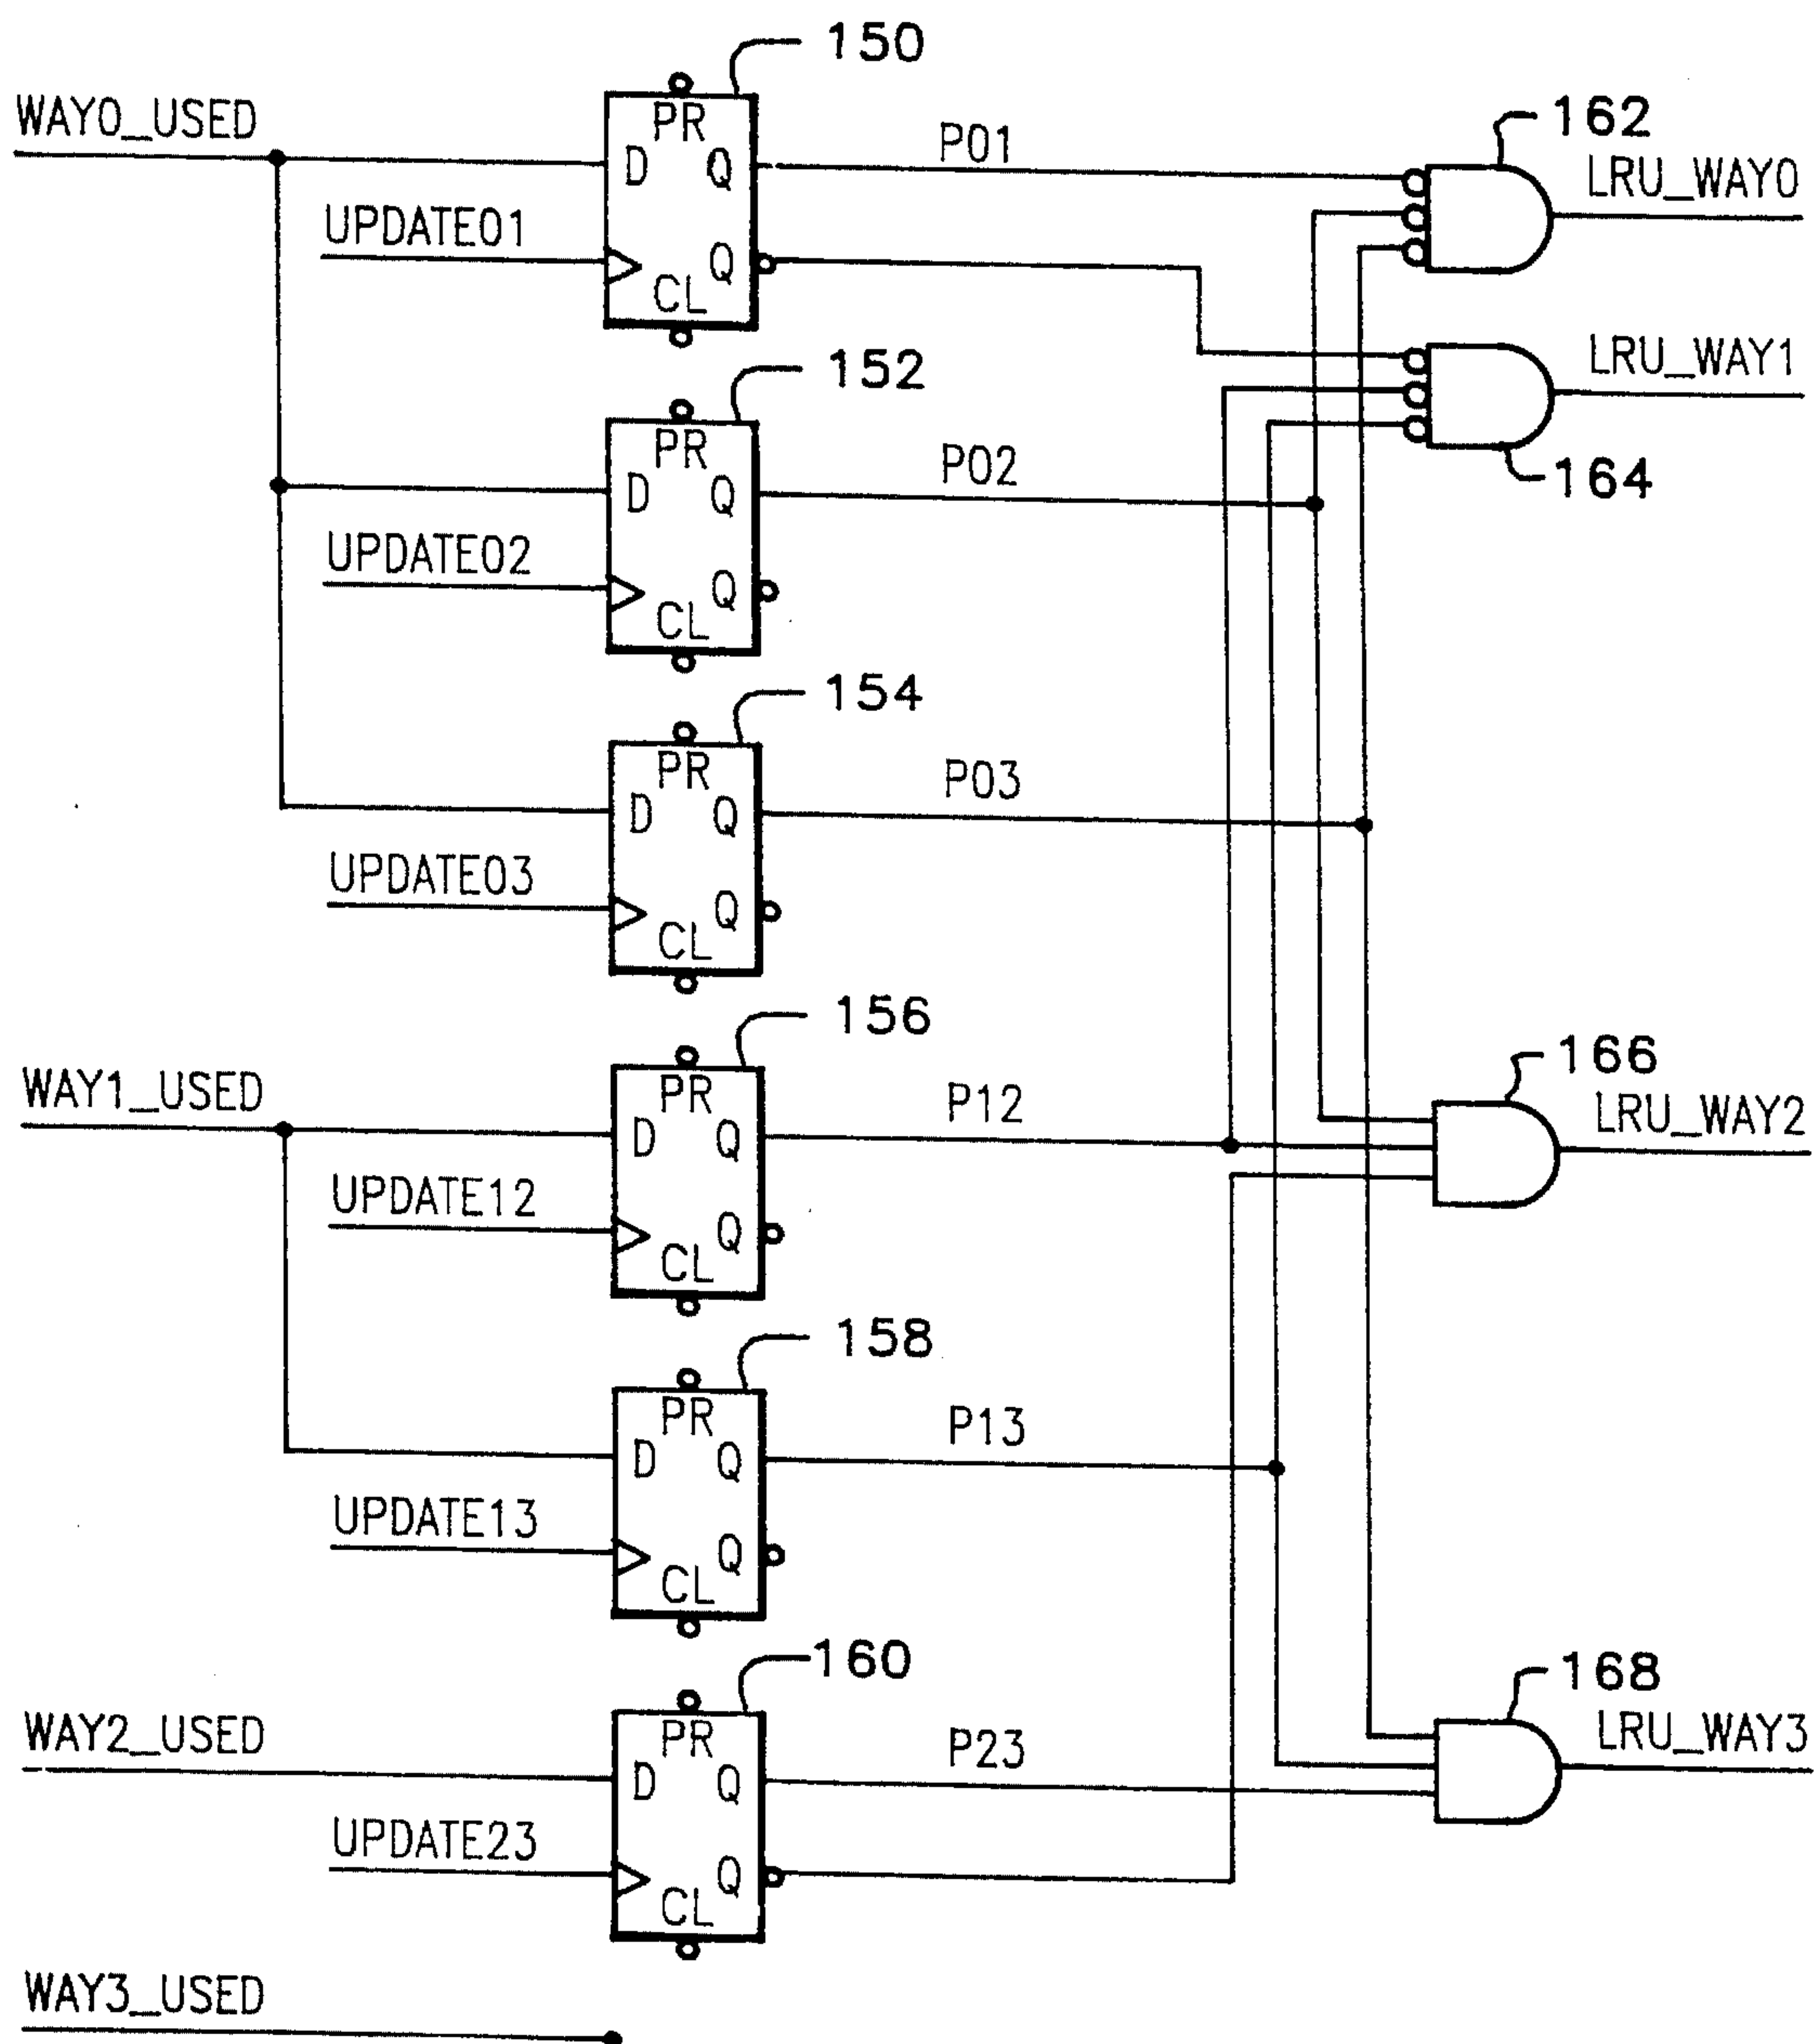 150
WAY0_USED
PR
D Q
P01
UPDATE01
Q
CL
162
LRU_WAY0
LRU_WAY1
164
152
PR
D Q
P02
UPDATE02
Q
CL
154
PR
D Q
P03
UPDATE03
Q
CL
156
WAY1_USED
PR
D Q
P12
UPDATE12
Q
CL
166
LRU_WAY2
158
PR
D Q
P13
UPDATE13
Q
CL
160
WAY2_USED
PR
D Q
P23
UPDATE23
Q
CL
168
LRU_WAY3
WAY3_USED